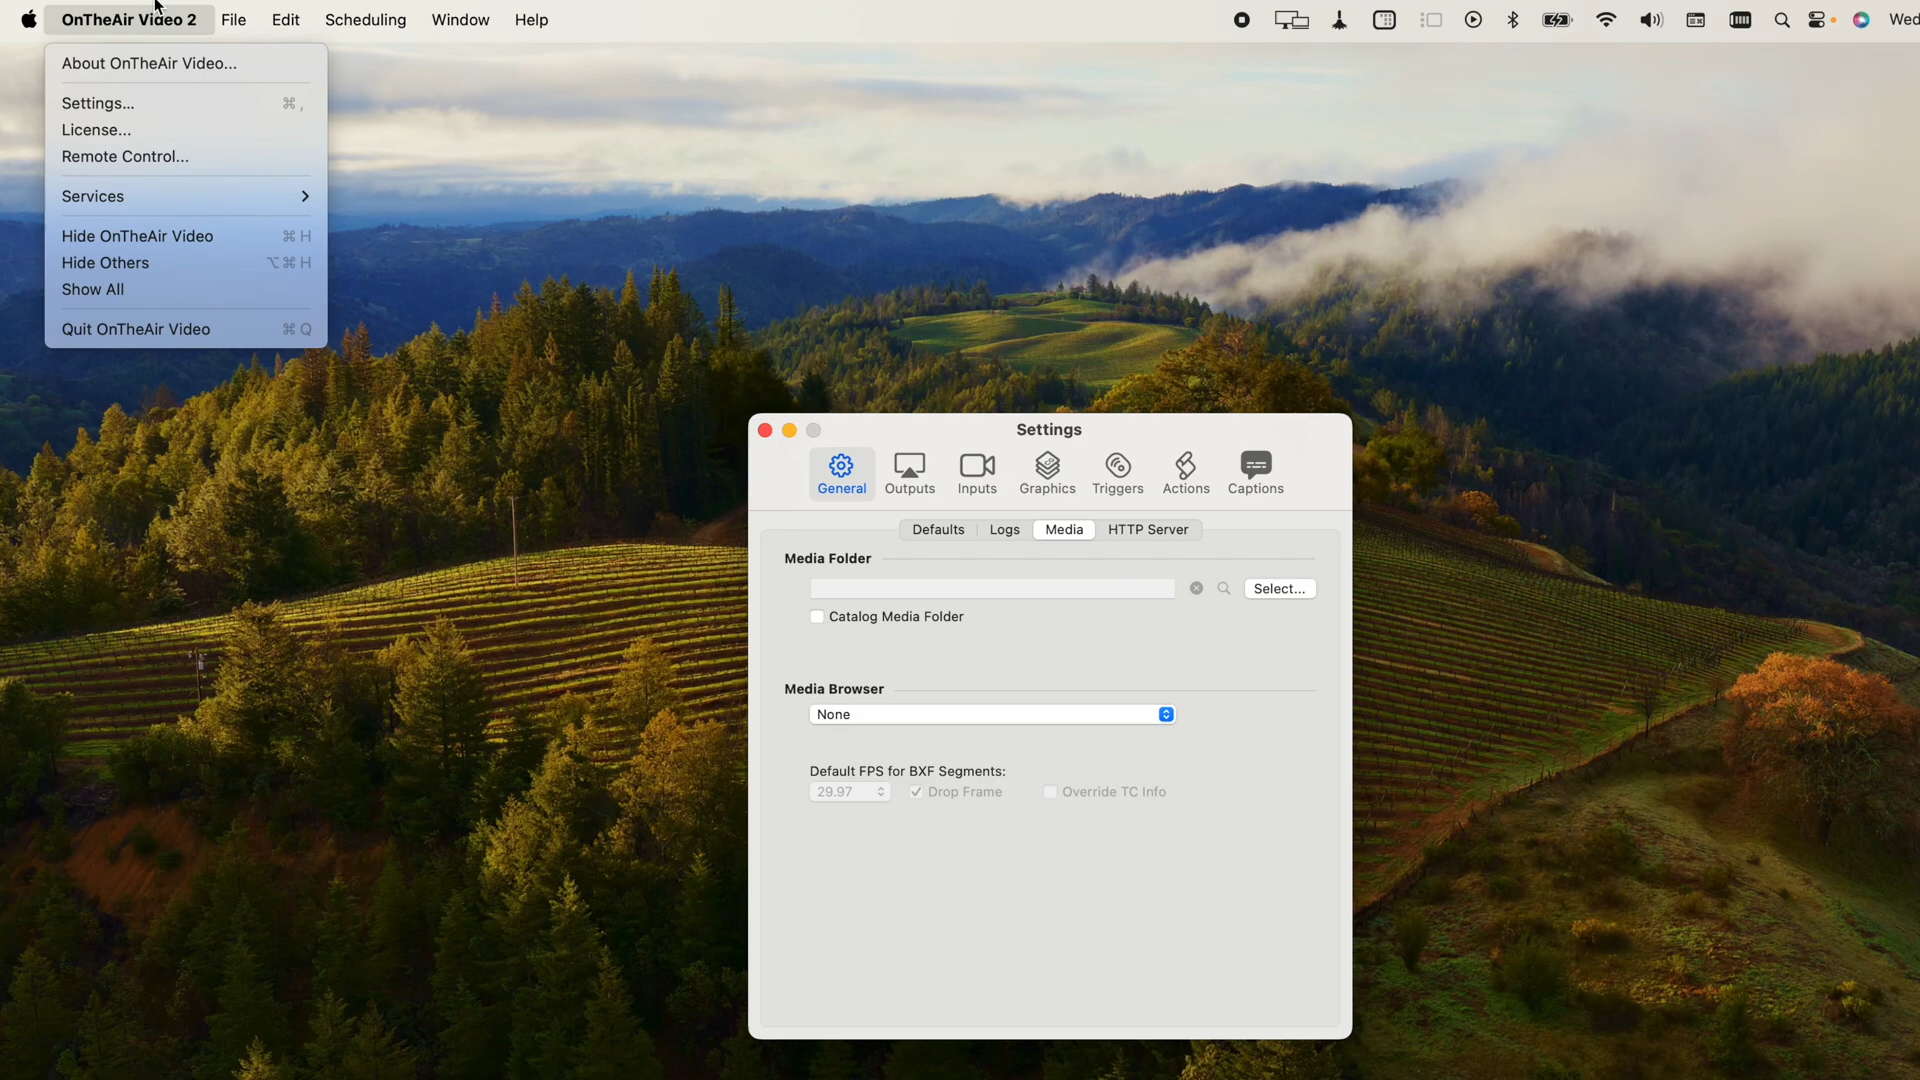 OnTheAir Video 2 File Edit Scheduling Window Help Wed
About OnTheAir Video...
Settings... ⌘ ,
License...
Remote Control...
Services
Hide OnTheAir Video ⌘ H
Hide Others ⌥ ⌘ H
Show All
Quit OnTheAir Video ⌘ Q
Settings
General Outputs Inputs Graphics Triggers Actions Captions
Defaults Logs Media HTTP Server
Media Folder
Select...
Catalog Media Folder
Media Browser
None
Default FPS for BXF Segments:
29.97 Drop Frame Override TC Info